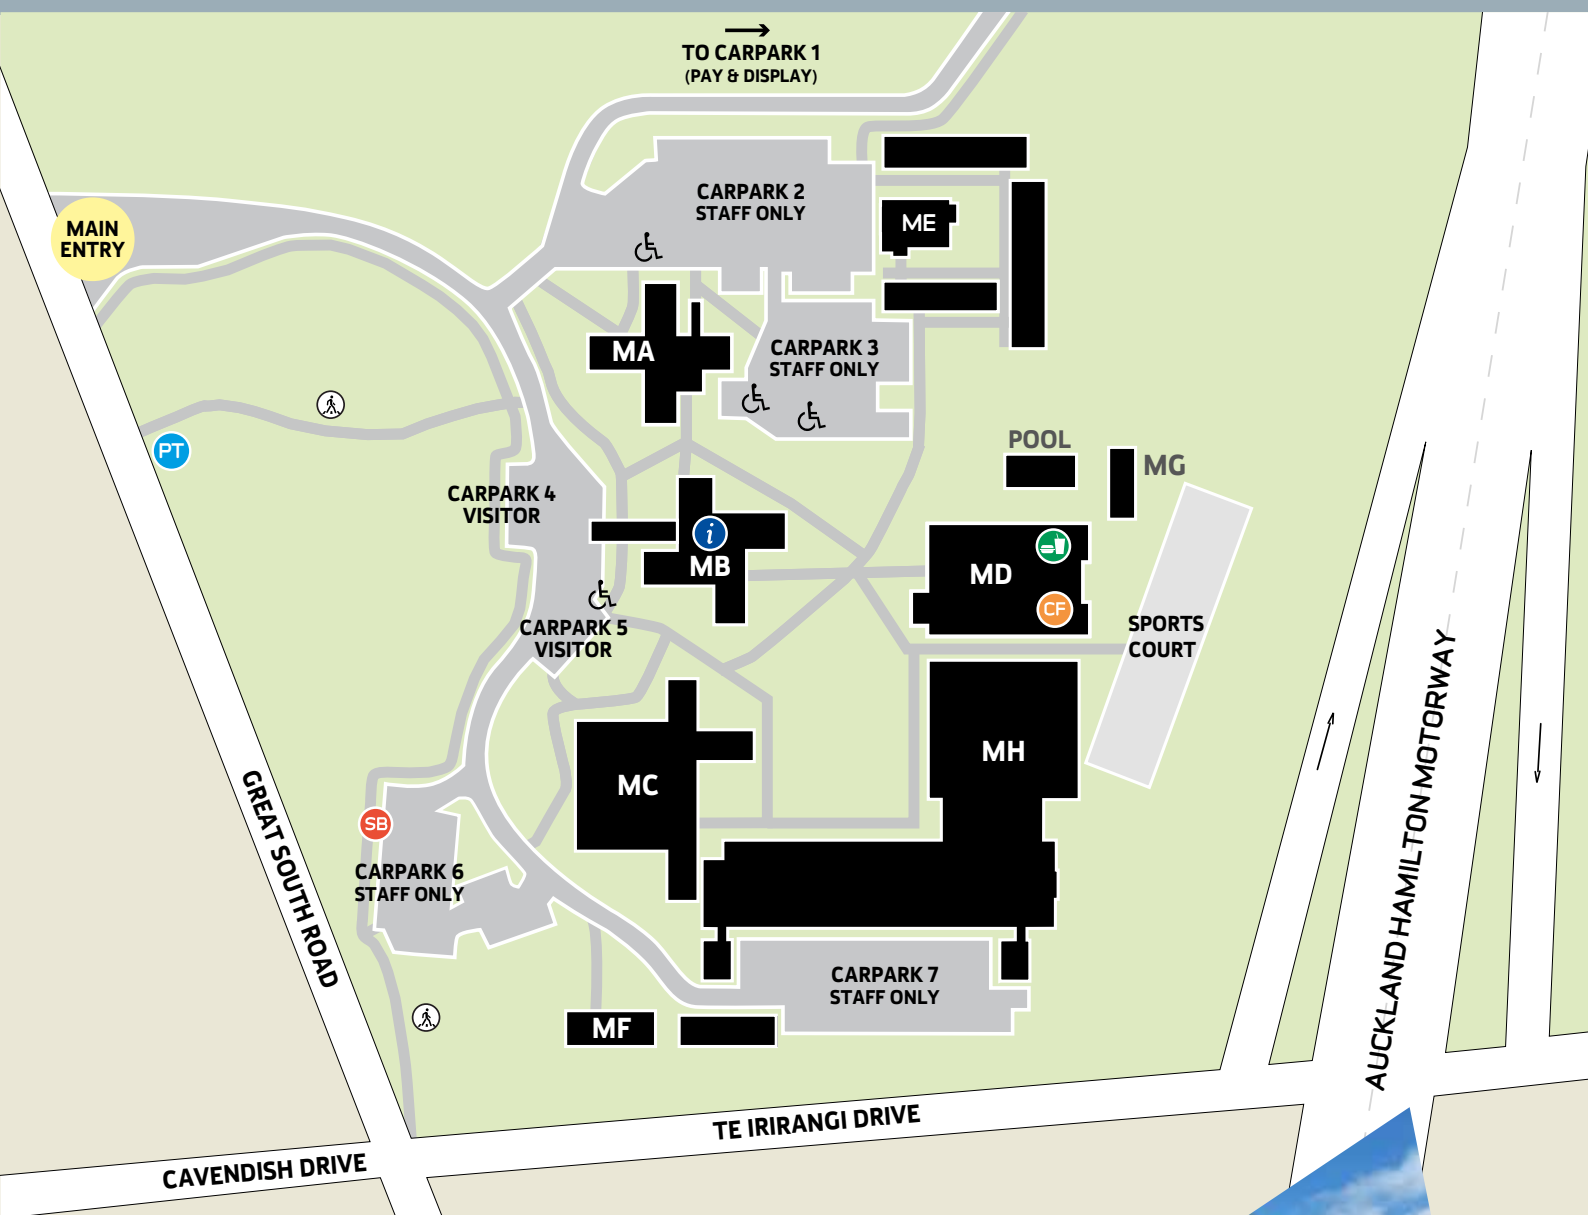 TO CARPARK 1
(PAY & DISPLAY)
CARPARK 2
STAFF ONLY
MAIN
ENTRY
ME
MA
CARPARK 3
STAFF ONLY
PT
POOL
MG
CARPARK 4
VISITOR
i
MB
MD
CF
CARPARK 5
VISITOR
SPORTS
COURT
MH
MC
SB
CARPARK 6
STAFF ONLY
GREAT SOUTH ROAD
AUCKLAND HAMILTON MOTORWAY
CARPARK 7
STAFF ONLY
MF
TE IRIRANGI DRIVE
CAVENDISH DRIVE